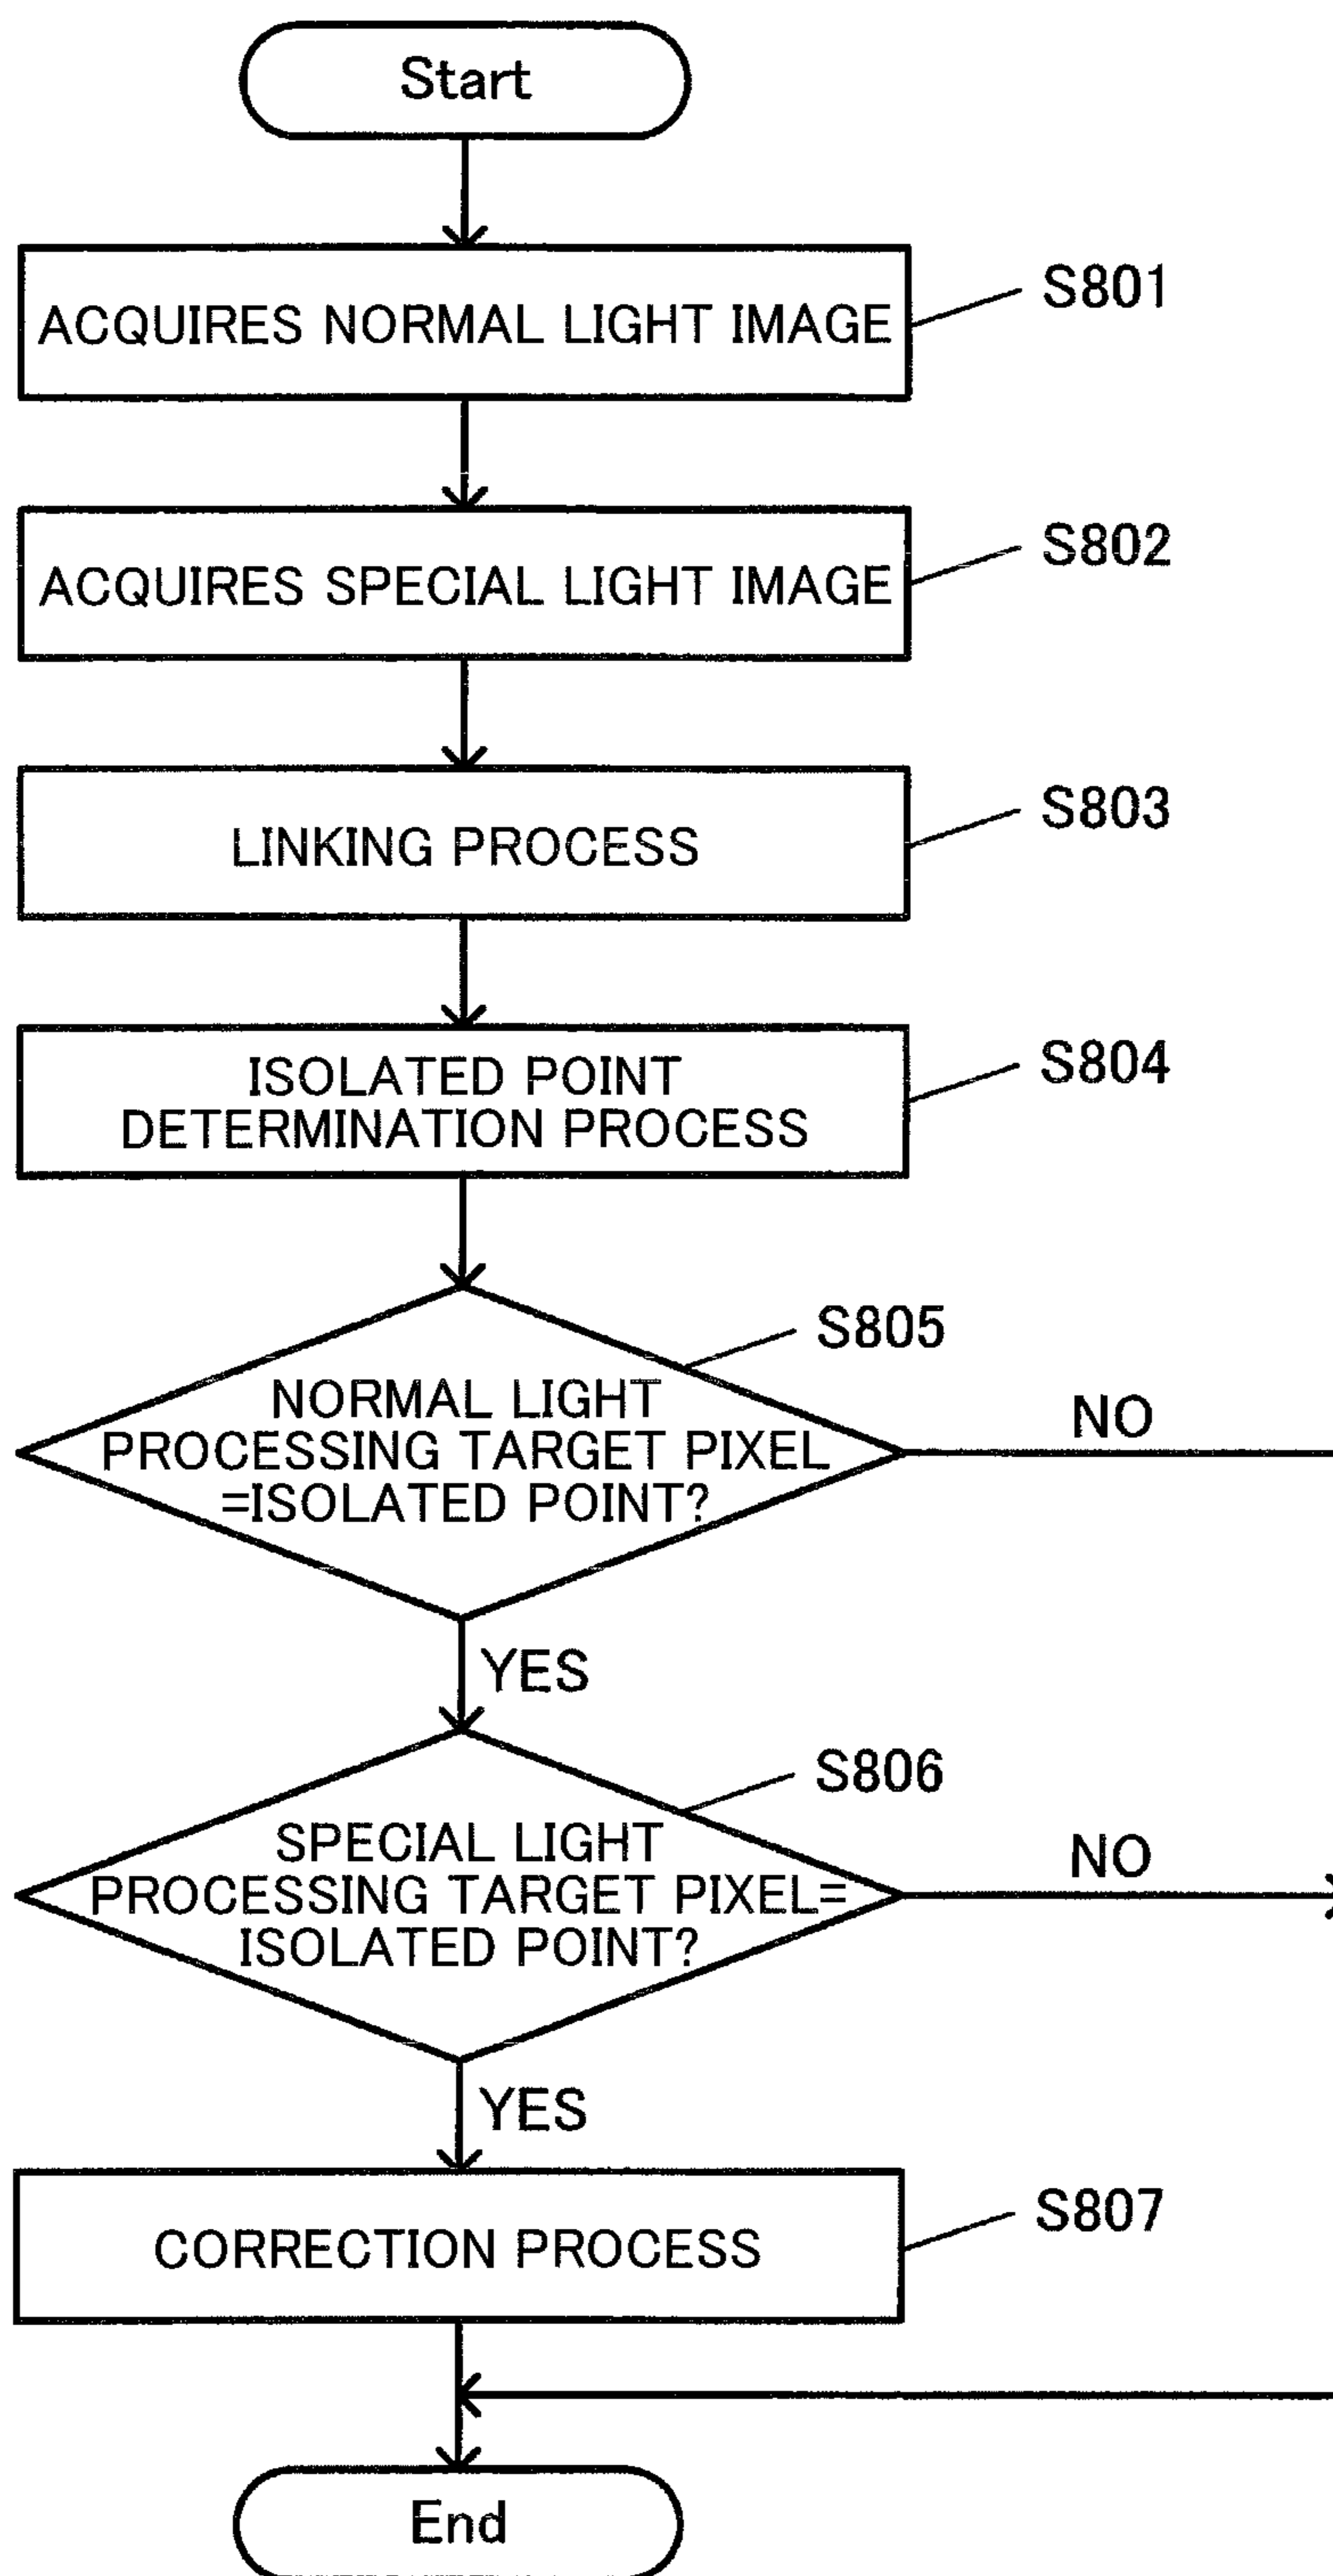 Start
ACQUIRES NORMAL LIGHT IMAGE
S801
ACQUIRES SPECIAL LIGHT IMAGE
S802
LINKING PROCESS
S803
ISOLATED POINT
DETERMINATION PROCESS
S804
S805
NORMAL LIGHT
PROCESSING TARGET PIXEL
=ISOLATED POINT?
NO
YES
S806
SPECIAL LIGHT
PROCESSING TARGET PIXEL=
ISOLATED POINT?
NO
YES
CORRECTION PROCESS
S807
End